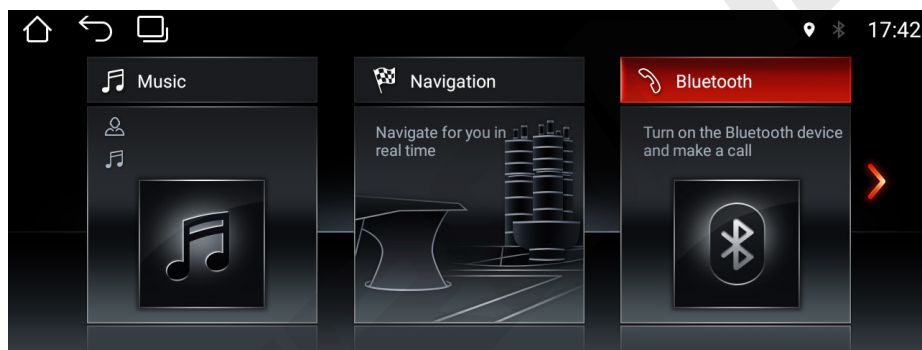 17:42
Music
Navigation
Bluetooth
Navigate for you in
real time
Turn on the Bluetooth device
and make a call